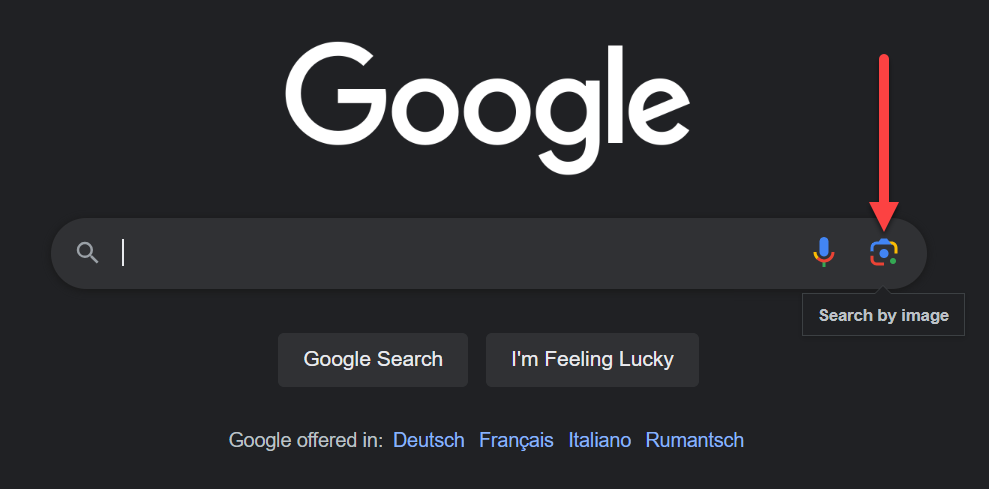 Google
Search by image
Google Search I'm Feeling Lucky
Google offered in: Deutsch Français Italiano Rumantsch